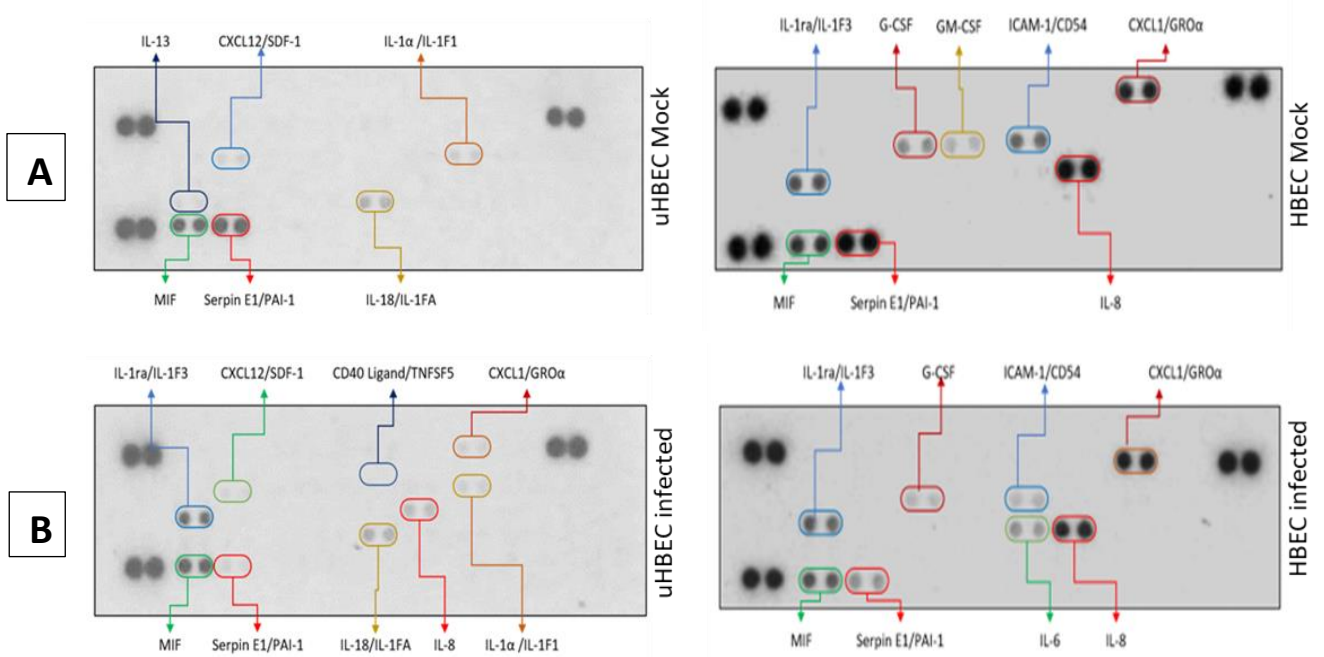 IL-13 CXCL12/SDF-1 IL-1α /IL-1F1
IL-1ra/IL-1F3 G-CSF GM-CSF ICAM-1/CD54 CXCL1/GROα
A
uHBEC Mock
HBEC Mock
MIF Serpin E1/PAI-1 IL-18/IL-1FA
MIF Serpin E1/PAI-1 IL-8
IL-1ra/IL-1F3 CXCL12/SDF-1 CD40 Ligand/TNFSF5 CXCL1/GROα
IL-1ra/IL-1F3 G-CSF ICAM-1/CD54 CXCL1/GROα
B
uHBEC infected
HBEC infected
MIF Serpin E1/PAI-1 IL-18/IL-1FA IL-8 IL-1α /IL-1F1
MIF Serpin E1/PAI-1 IL-6 IL-8